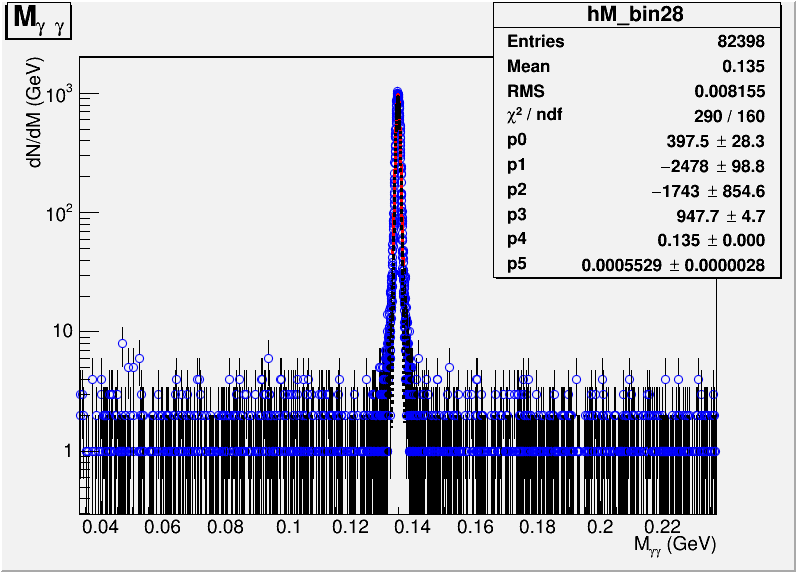 M γ γ
hM_bin28
Entries 82398
Mean 0.135
RMS 0.008155
χ² / ndf 290 / 160
p0 397.5 ± 28.3
p1 −2478 ± 98.8
p2 −1743 ± 854.6
p3 947.7 ± 4.7
p4 0.135 ± 0.000
p5 0.0005529 ± 0.0000028
dN/dM (GeV)
10³
10²
10
1
0.04 0.06 0.08 0.1 0.12 0.14 0.16 0.18 0.2 0.22
Mγγ (GeV)